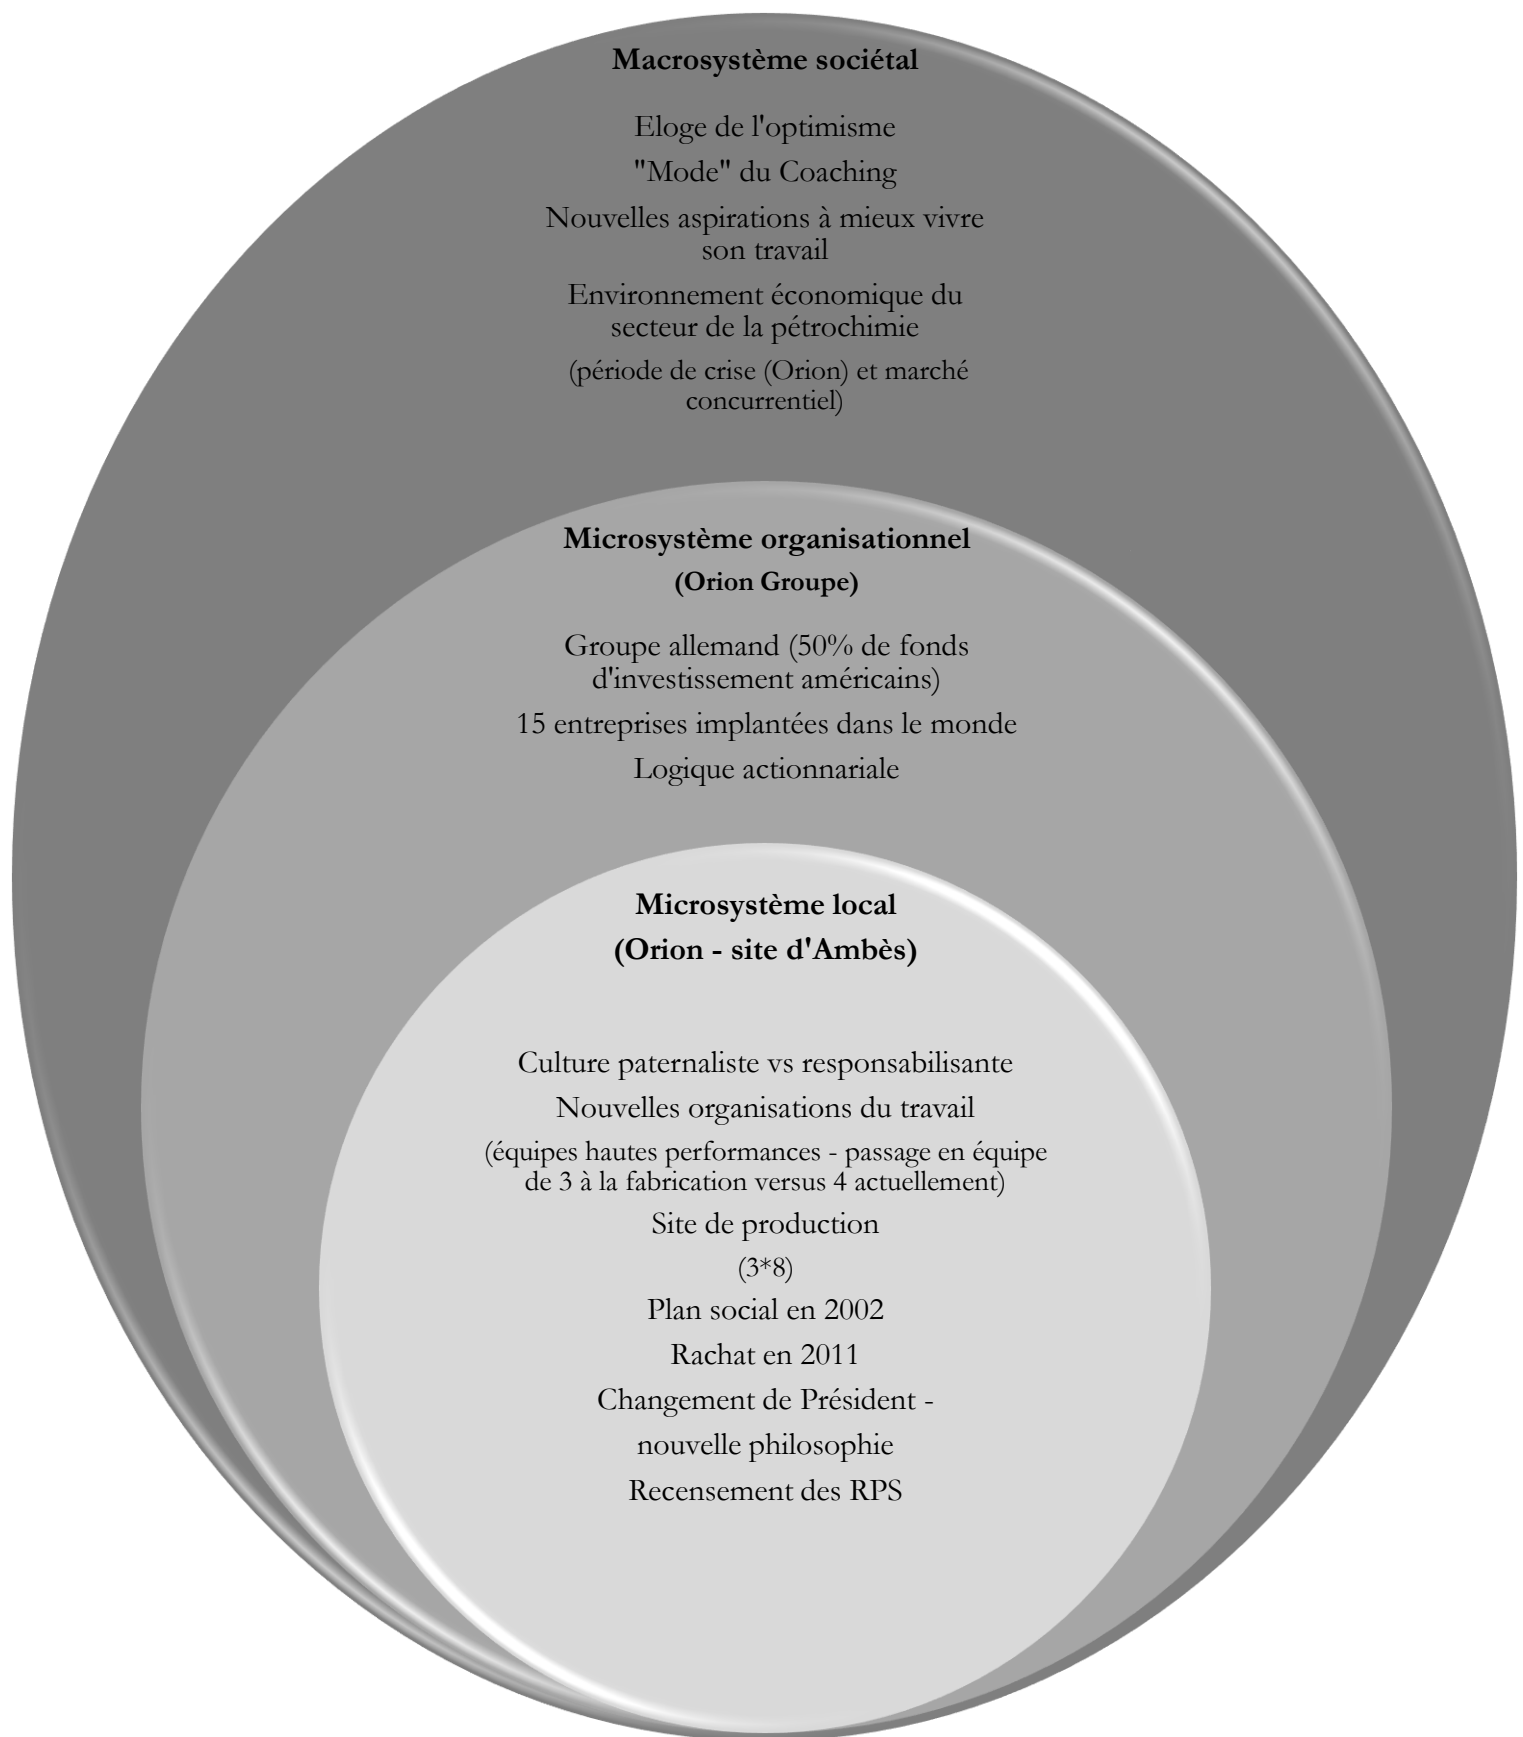 Macrosystème sociétal
Eloge de l'optimisme
"Mode" du Coaching
Nouvelles aspirations à mieux vivre
son travail
Environnement économique du
secteur de la pétrochimie
(période de crise (Orion) et marché
concurrentiel)
Microsystème organisationnel
(Orion Groupe)
Groupe allemand (50% de fonds
d'investissement américains)
15 entreprises implantées dans le monde
Logique actionnariale
Microsystème local
(Orion - site d'Ambès)
Culture paternaliste vs responsabilisante
Nouvelles organisations du travail
(équipes hautes performances - passage en équipe
de 3 à la fabrication versus 4 actuellement)
Site de production
(3*8)
Plan social en 2002
Rachat en 2011
Changement de Président -
nouvelle philosophie
Recensement des RPS